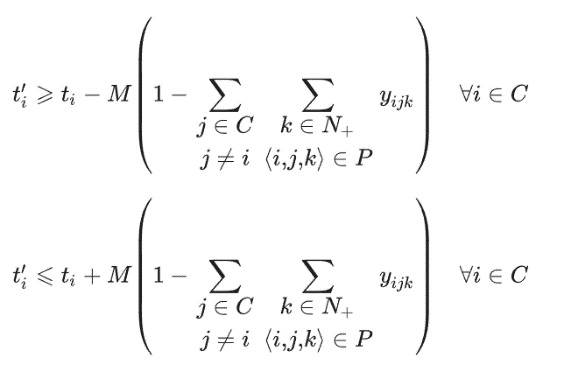 t'_i ⩾ t_i − M ( 1 − ∑_{j ∈ C, j ≠ i} ∑_{k ∈ N_+, ⟨i,j,k⟩ ∈ P} y_{ijk} ) ∀i ∈ C
t'_i ⩽ t_i + M ( 1 − ∑_{j ∈ C, j ≠ i} ∑_{k ∈ N_+, ⟨i,j,k⟩ ∈ P} y_{ijk} ) ∀i ∈ C